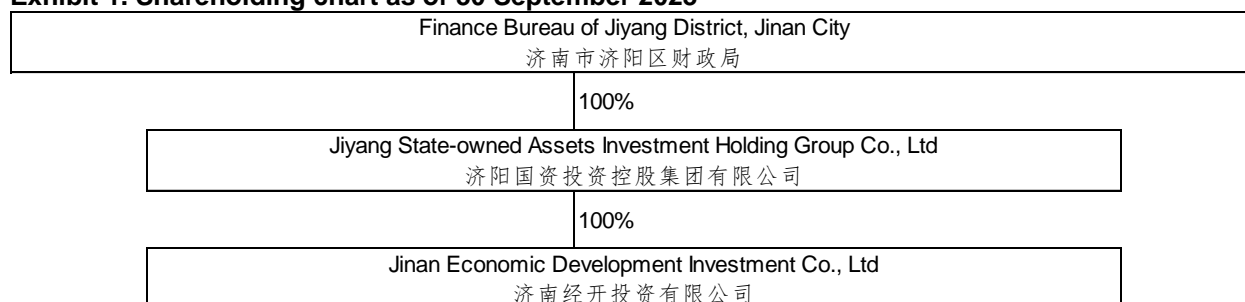 Exhibit 1. Shareholding chart as of 30 September 2023
Finance Bureau of Jiyang District, Jinan City
济南市济阳区财政局
100%
Jiyang State-owned Assets Investment Holding Group Co., Ltd
济阳国资投资控股集团有限公司
100%
Jinan Economic Development Investment Co., Ltd
济南经开投资有限公司